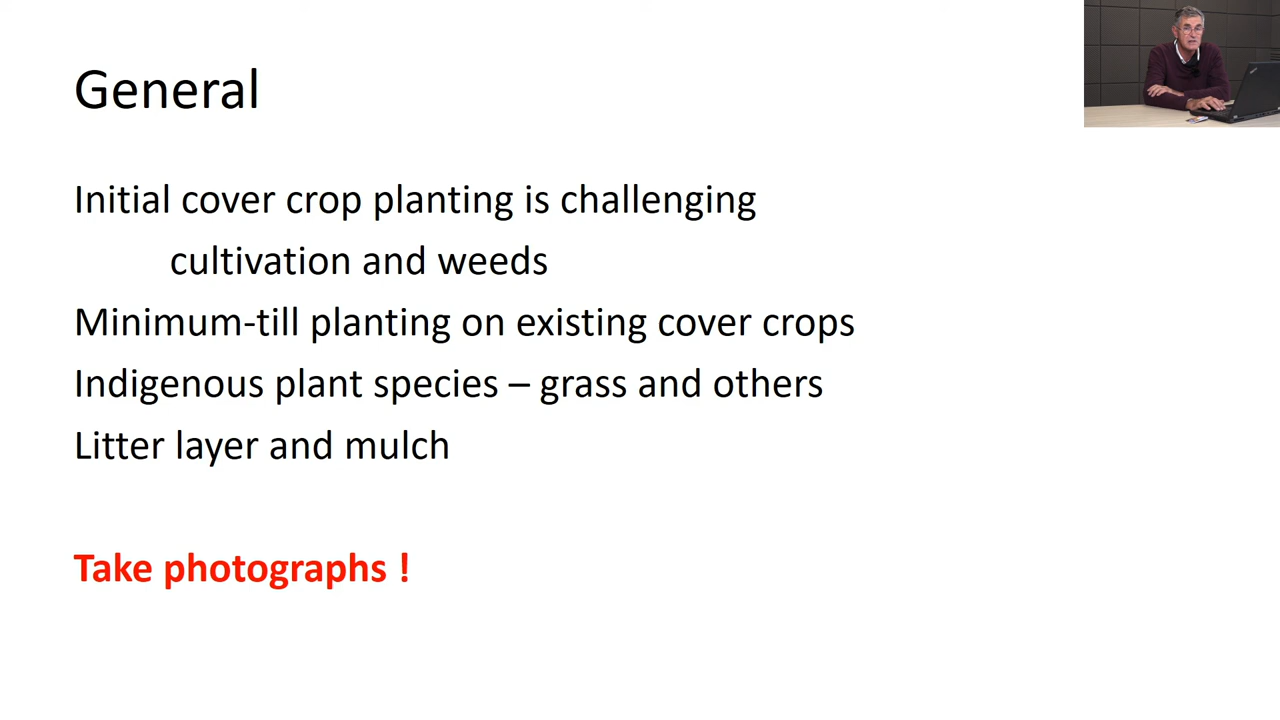 General
Initial cover crop planting is challenging
cultivation and weeds
Minimum-till planting on existing cover crops
Indigenous plant species – grass and others
Litter layer and mulch
Take photographs !